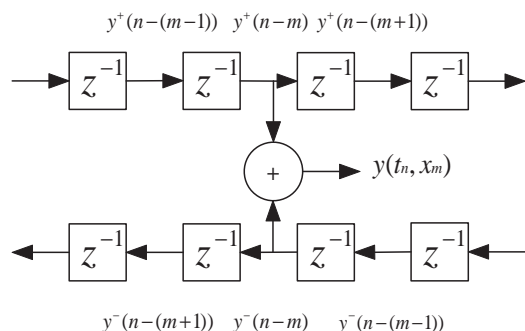 y⁺(n−(m−1)) y⁺(n−m) y⁺(n−(m+1))
z⁻¹ z⁻¹ z⁻¹ z⁻¹
+ y(tₙ, xₘ)
z⁻¹ z⁻¹ z⁻¹ z⁻¹
y⁻(n−(m+1)) y⁻(n−m) y⁻(n−(m−1))